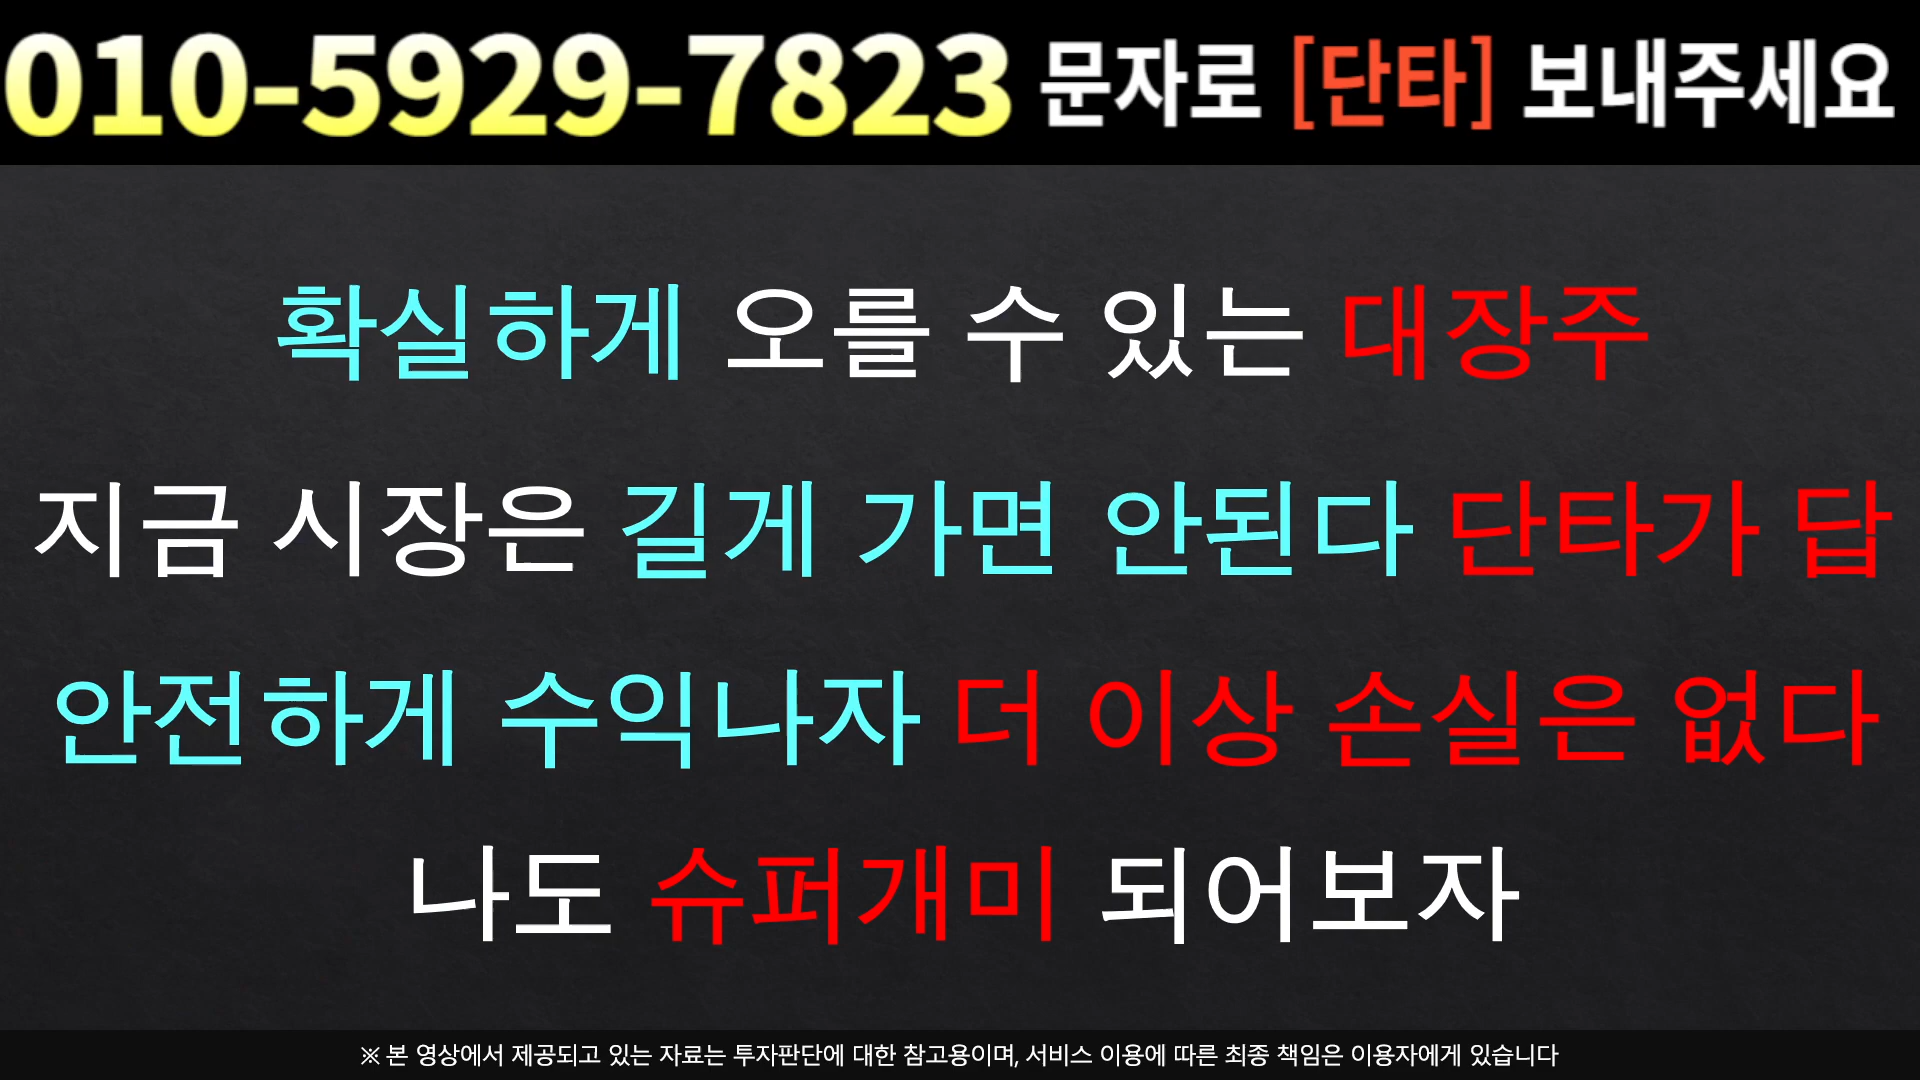 010-5929-7823 문자로 [단타] 보내주세요
확실하게 오를 수 있는 대장주
지금 시장은 길게 가면 안된다 단타가 답
안전하게 수익나자 더 이상 손실은 없다
나도 슈퍼개미 되어보자
※ 본 영상에서 제공되고 있는 자료는 투자판단에 대한 참고용이며, 서비스 이용에 따른 최종 책임은 이용자에게 있습니다